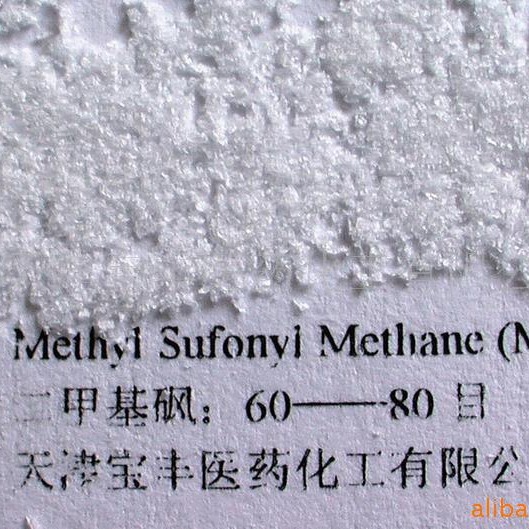 Methyl Sufonyl Methane (M
二甲基砜：60——80 目
天津宝丰医药化工有限公
aliba